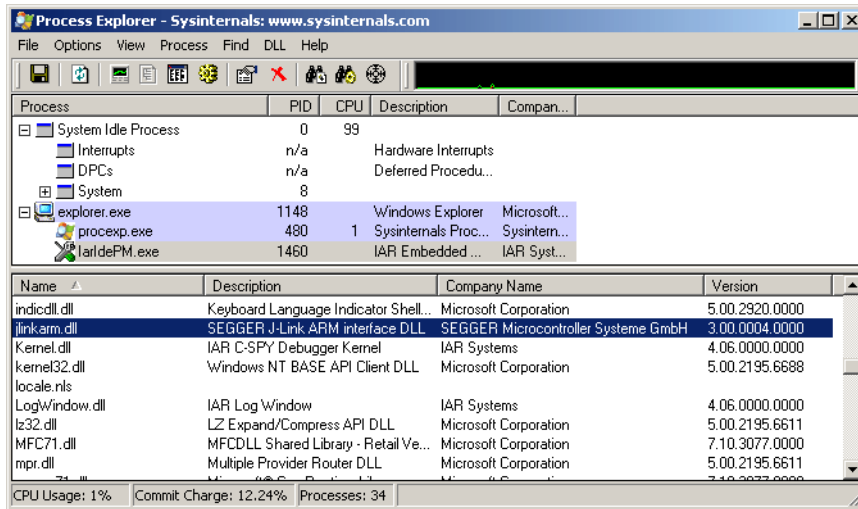 Process Explorer - Sysinternals: www.sysinternals.com
File Options View Process Find DLL Help
Process PID CPU Description Compan...
System Idle Process 0 99
Interrupts n/a Hardware Interrupts
DPCs n/a Deferred Procedu...
System 8
explorer.exe 1148 Windows Explorer Microsoft...
procexp.exe 480 1 Sysinternals Proc... Sysintern...
IarIdePM.exe 1460 IAR Embedded ... IAR Syst...
Name Description Company Name Version
indicdll.dll Keyboard Language Indicator Shell... Microsoft Corporation 5.00.2920.0000
jlinkarm.dll SEGGER J-Link ARM interface DLL SEGGER Microcontroller Systeme GmbH 3.00.0004.0000
Kernel.dll IAR C-SPY Debugger Kernel IAR Systems 4.06.0000.0000
kernel32.dll Windows NT BASE API Client DLL Microsoft Corporation 5.00.2195.6688
locale.nls
LogWindow.dll IAR Log Window IAR Systems 4.06.0000.0000
lz32.dll LZ Expand/Compress API DLL Microsoft Corporation 5.00.2195.6611
MFC71.dll MFCDLL Shared Library - Retail Ve... Microsoft Corporation 7.10.3077.0000
mpr.dll Multiple Provider Router DLL Microsoft Corporation 5.00.2195.6611
CPU Usage: 1% Commit Charge: 12.24% Processes: 34